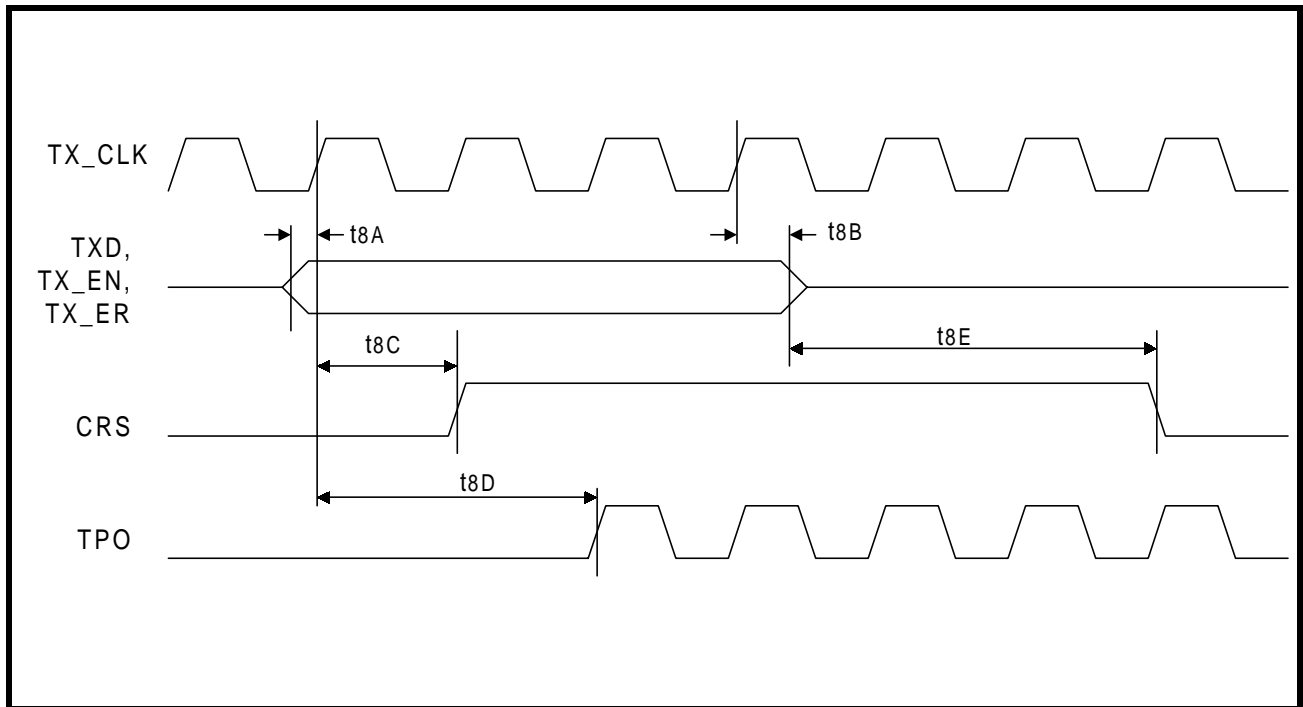 TX_CLK
t8A
t8B
TXD,
TX_EN,
TX_ER
t8C
t8E
CRS
t8D
TPO